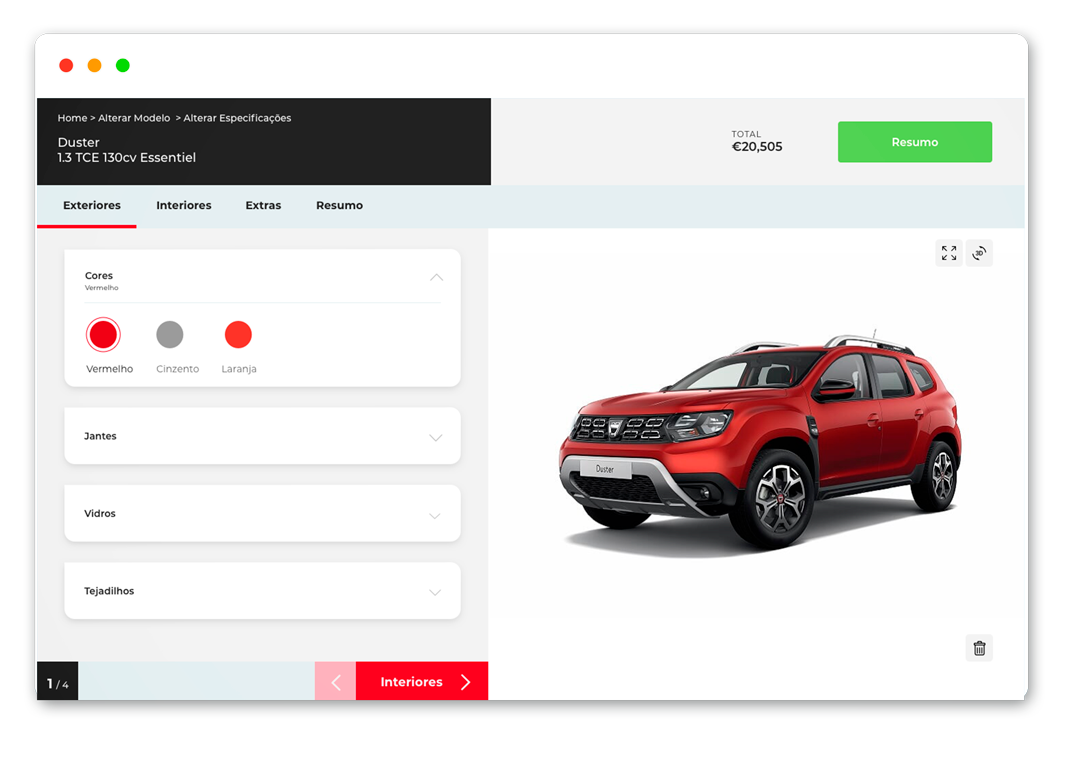 Home > Alterar Modelo > Alterar Especificações
Duster
1.3 TCE 130cv Essentiel
TOTAL
€20,505
Resumo
Exteriores
Interiores
Extras
Resumo
Cores
Vermelho
Vermelho
Cinzento
Laranja
Jantes
Vidros
Tejadilhos
1 / 4
Interiores
3D
Duster